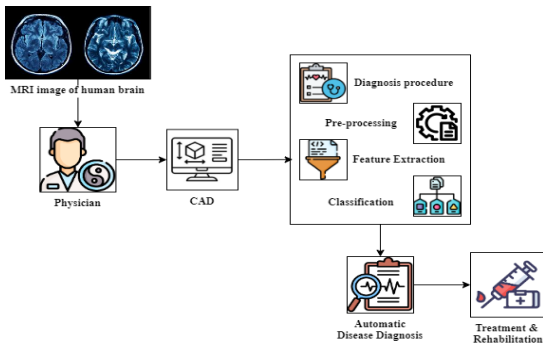 MRI image of human brain
Physician
CAD
Diagnosis procedure
Pre-processing
Feature Extraction
Classification
Automatic
Disease Diagnosis
Treatment &
Rehabilitation